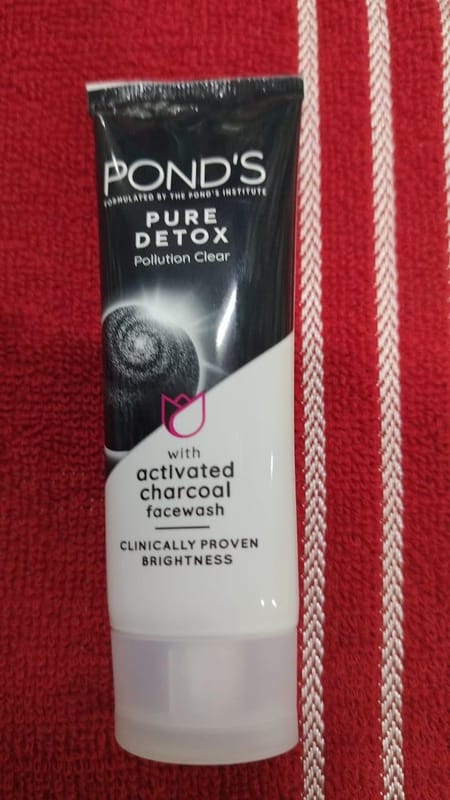 POND'S
FORMULATED BY THE POND'S INSTITUTE
PURE
DETOX
Pollution Clear
with
activated
charcoal
facewash
CLINICALLY PROVEN
BRIGHTNESS